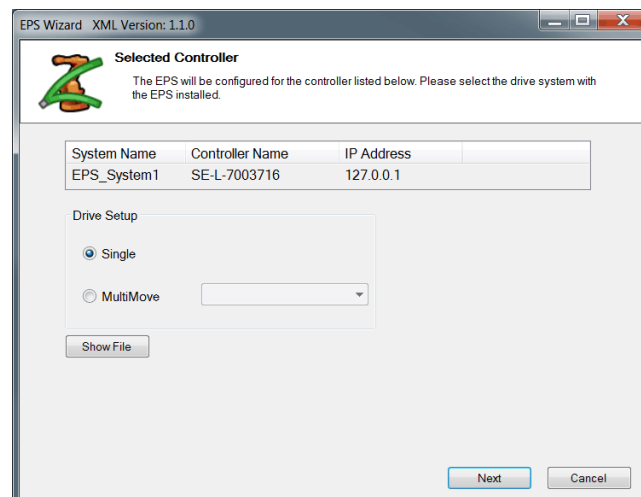 EPS Wizard XML Version: 1.1.0
Selected Controller
The EPS will be configured for the controller listed below. Please select the drive system with
the EPS installed.
System Name Controller Name IP Address
EPS_System1 SE-L-7003716 127.0.0.1
Drive Setup
Single
MultiMove
Show File
Next Cancel